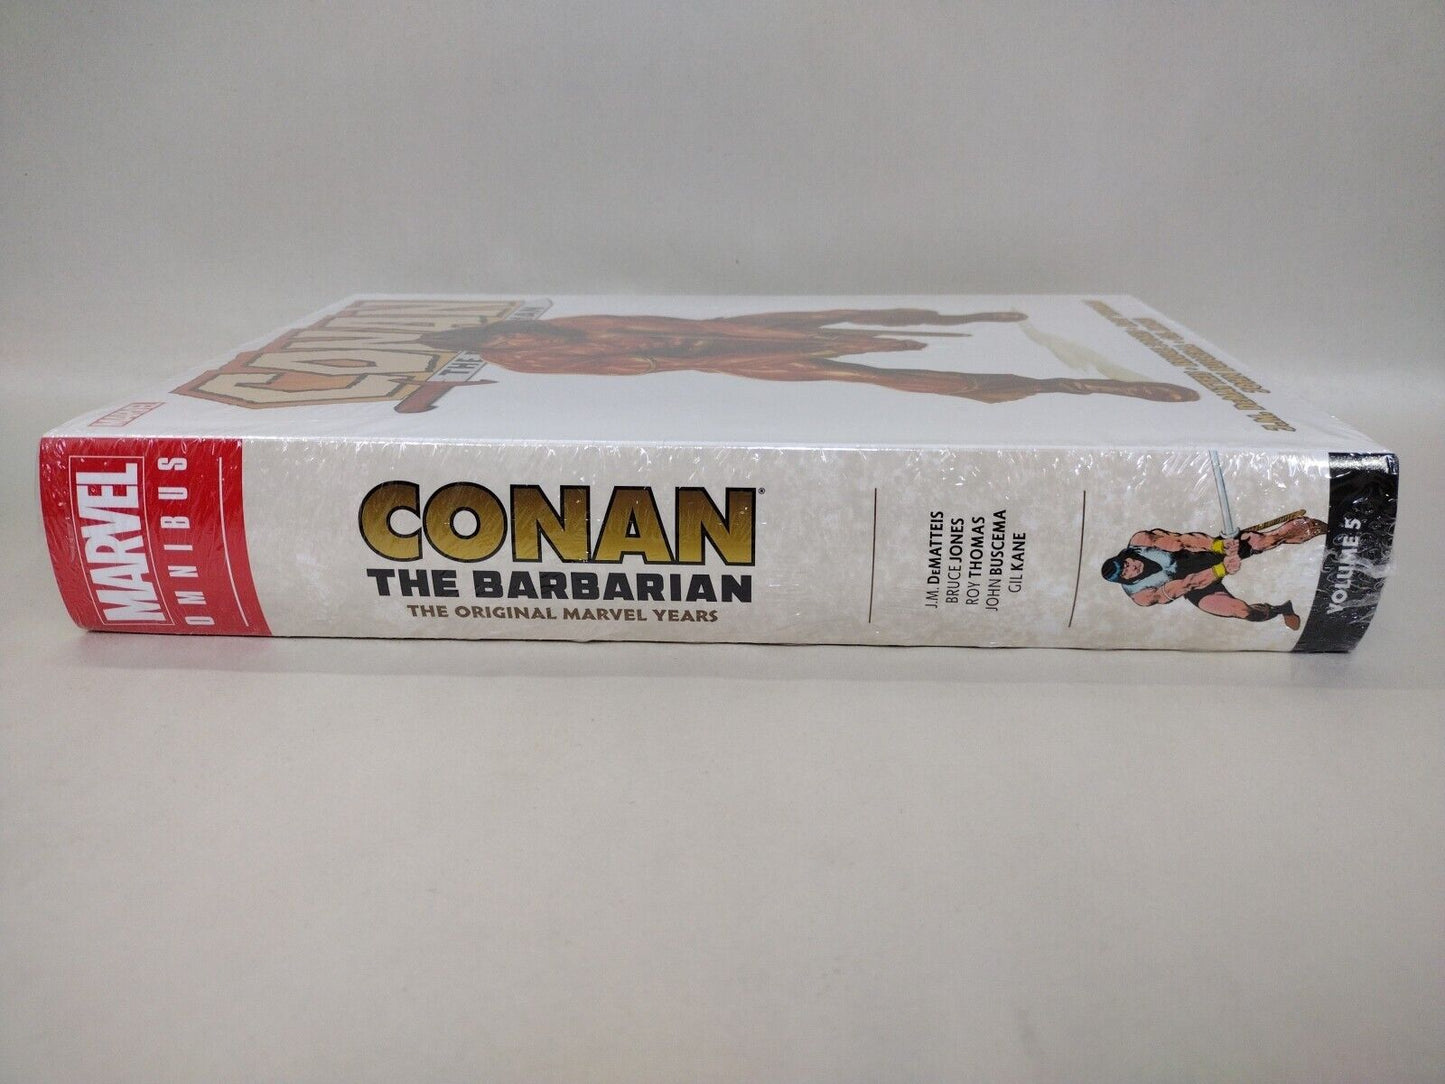 CONAN
THE
MARVEL
MARVEL
OMNIBUS
CONAN®
THE BARBARIAN
THE ORIGINAL MARVEL YEARS
J.M. DeMATTEIS
BRUCE JONES
ROY THOMAS
JOHN BUSCEMA
GIL KANE
VOLUME 5